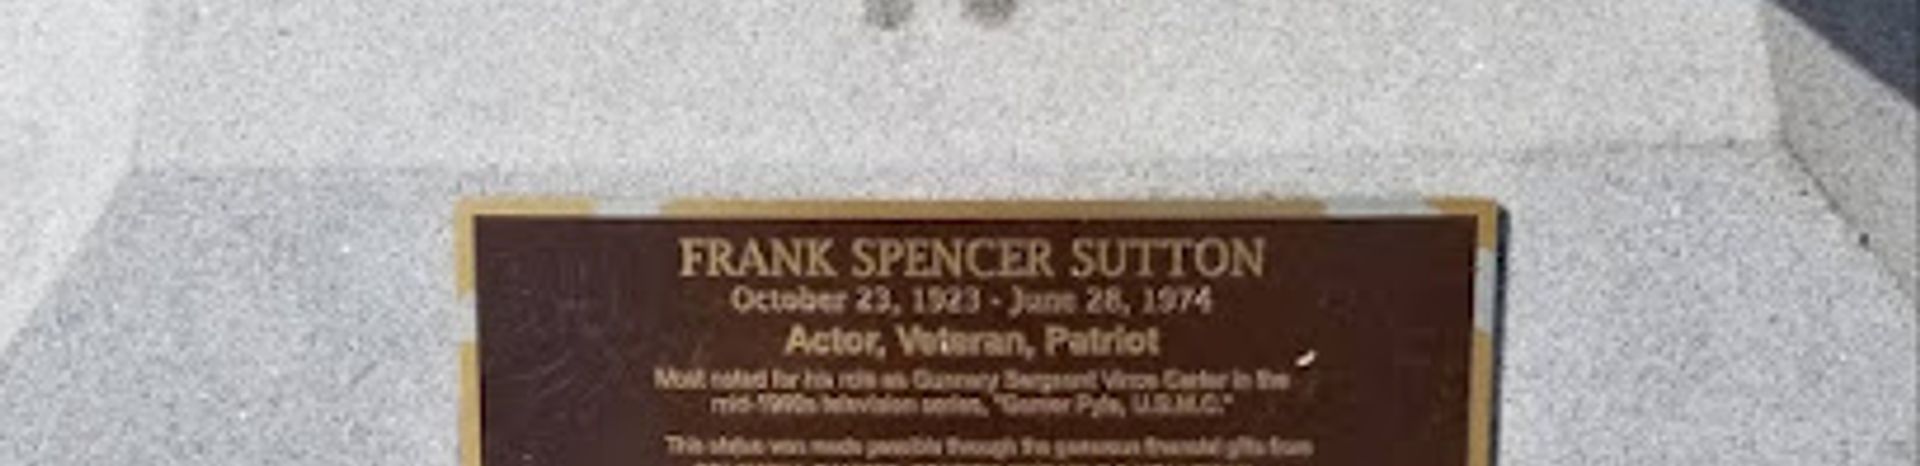 FRANK SPENCER SUTTON
October 23, 1923 - June 28, 1974
Actor, Veteran, Patriot
Most noted for his role as Gunnery Sergeant Vince Carter in the
mid-1960s television series, "Gomer Pyle, U.S.M.C."
This statue was made possible through the generous financial gifts from